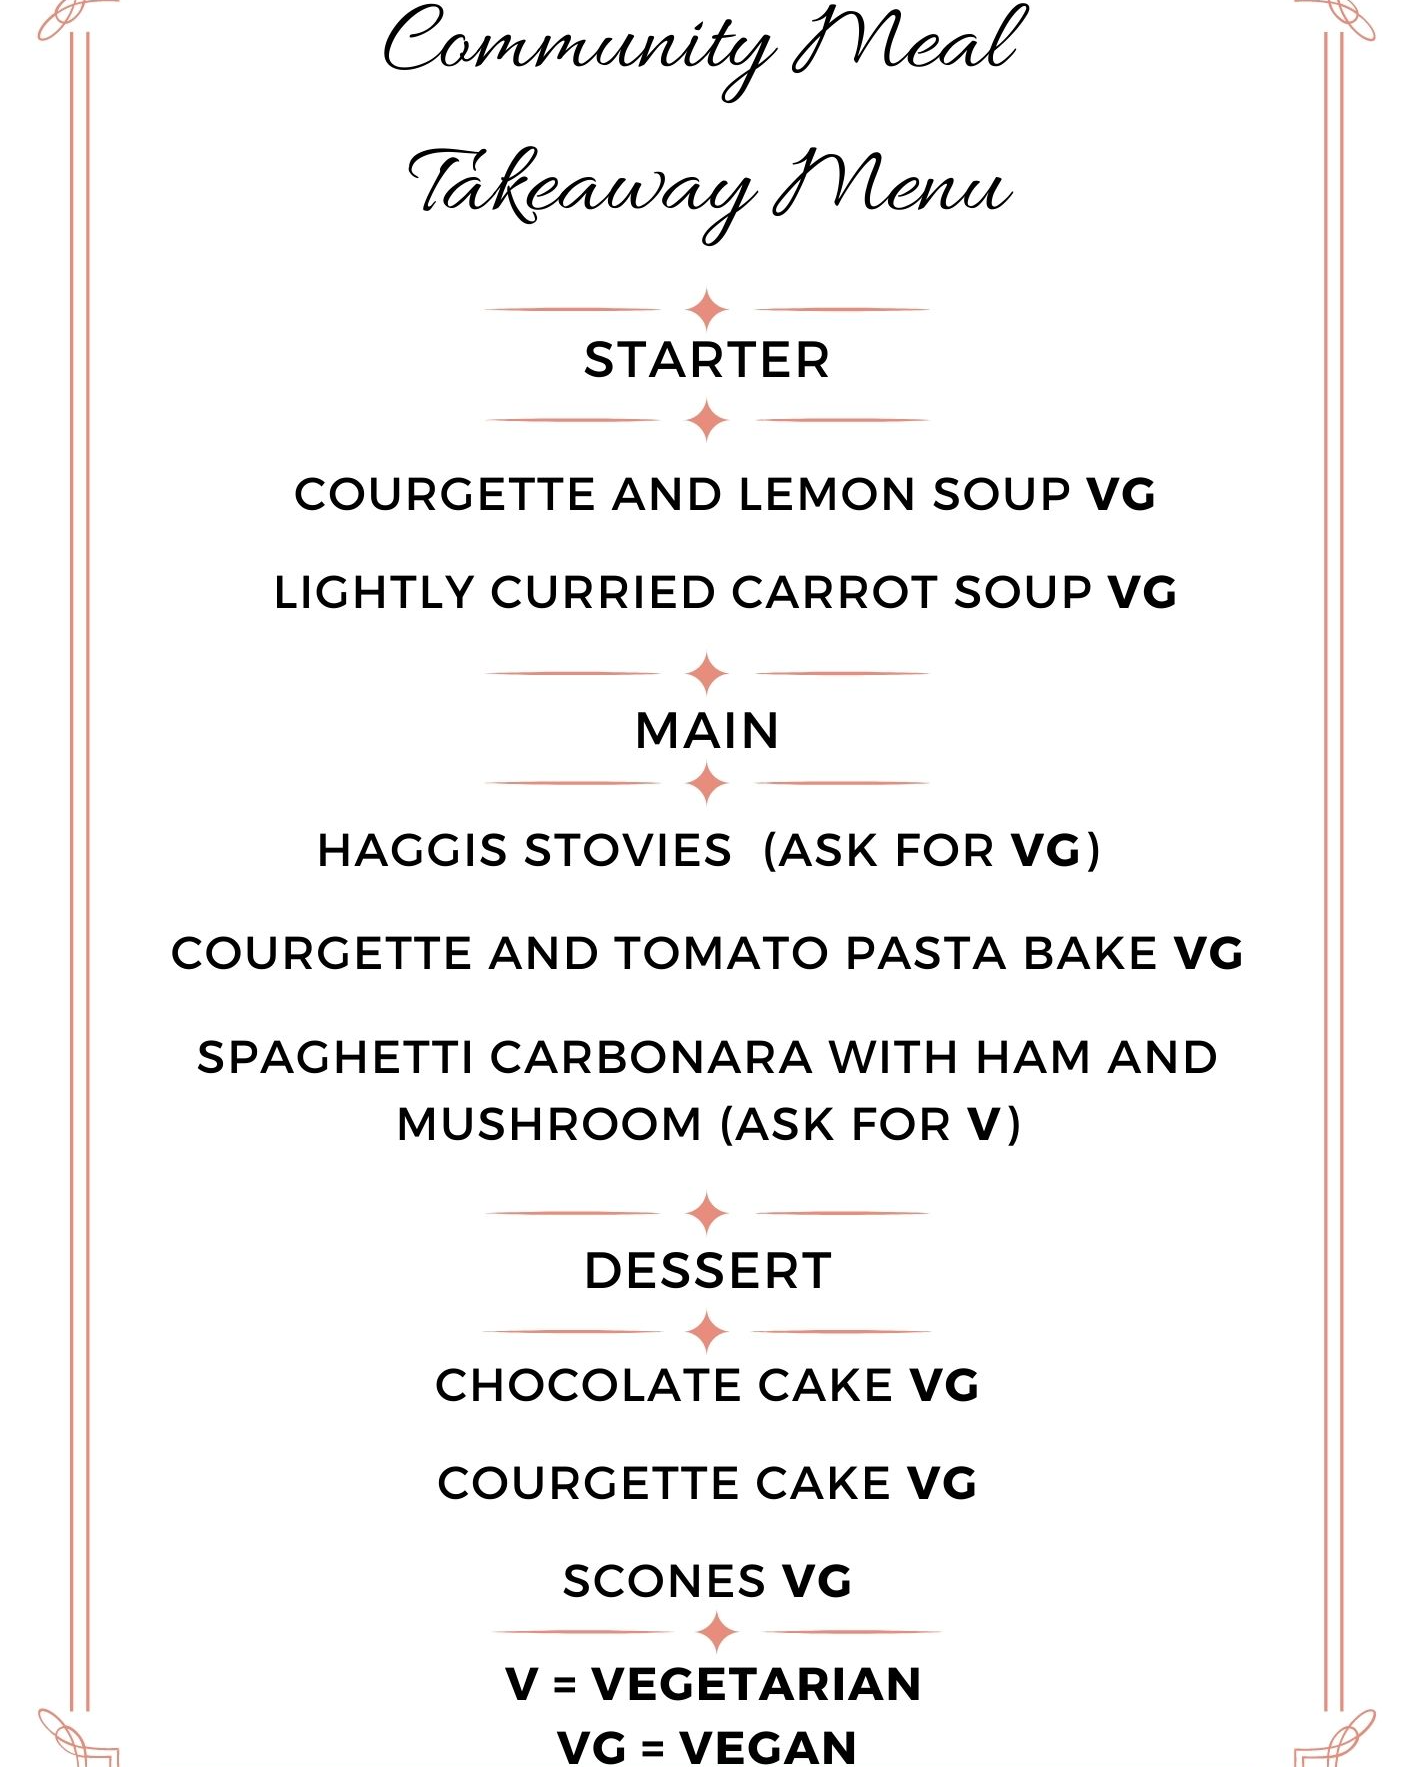 Community Meal
Takeaway Menu
STARTER
COURGETTE AND LEMON SOUP VG
LIGHTLY CURRIED CARROT SOUP VG
MAIN
HAGGIS STOVIES (ASK FOR VG)
COURGETTE AND TOMATO PASTA BAKE VG
SPAGHETTI CARBONARA WITH HAM AND
MUSHROOM (ASK FOR V)
DESSERT
CHOCOLATE CAKE VG
COURGETTE CAKE VG
SCONES VG
V = VEGETARIAN
VG = VEGAN